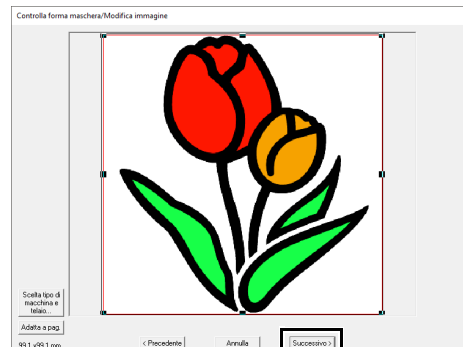 Controlla forma maschera/Modifica immagine
Scelta tipo di
macchina e
telaio...
Adatta a pag.
99.1 x99.1 mm
< Precedente
Annulla
Successivo >